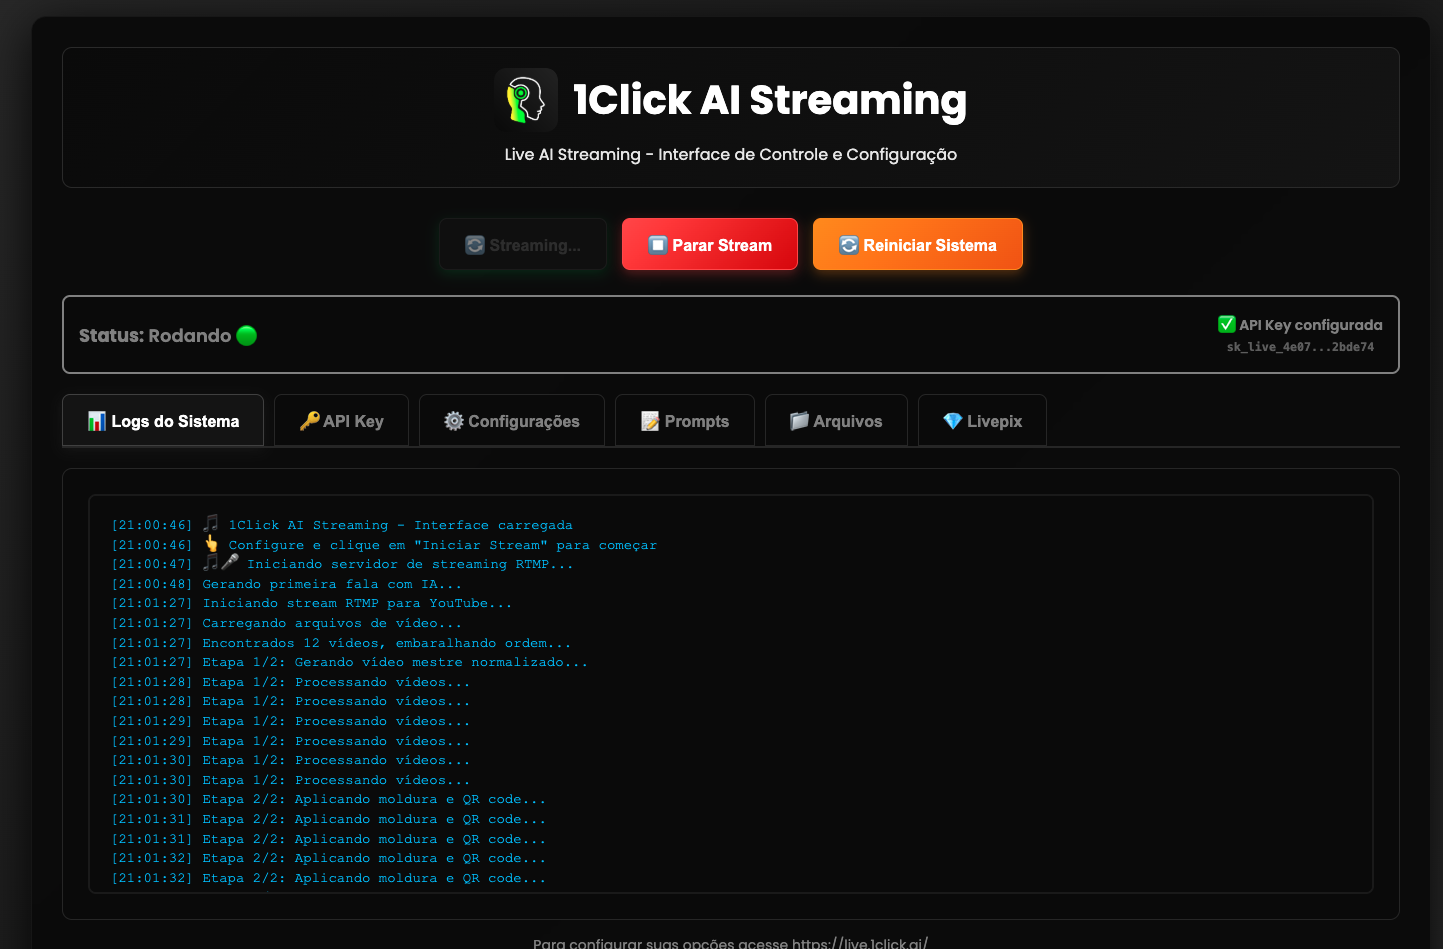 1Click AI Streaming
Live AI Streaming - Interface de Controle e Configuração
Streaming...
Parar Stream
Reiniciar Sistema
Status: Rodando
API Key configurada
sk_live_4e07...2bde74
Logs do Sistema
API Key
Configurações
Prompts
Arquivos
Livepix
[21:00:46] 🎵 1Click AI Streaming - Interface carregada
[21:00:46] 👆 Configure e clique em "Iniciar Stream" para começar
[21:00:47] 🎵🎤 Iniciando servidor de streaming RTMP...
[21:00:48] Gerando primeira fala com IA...
[21:01:27] Iniciando stream RTMP para YouTube...
[21:01:27] Carregando arquivos de vídeo...
[21:01:27] Encontrados 12 vídeos, embaralhando ordem...
[21:01:27] Etapa 1/2: Gerando vídeo mestre normalizado...
[21:01:28] Etapa 1/2: Processando vídeos...
[21:01:28] Etapa 1/2: Processando vídeos...
[21:01:29] Etapa 1/2: Processando vídeos...
[21:01:29] Etapa 1/2: Processando vídeos...
[21:01:30] Etapa 1/2: Processando vídeos...
[21:01:30] Etapa 1/2: Processando vídeos...
[21:01:30] Etapa 2/2: Aplicando moldura e QR code...
[21:01:31] Etapa 2/2: Aplicando moldura e QR code...
[21:01:31] Etapa 2/2: Aplicando moldura e QR code...
[21:01:32] Etapa 2/2: Aplicando moldura e QR code...
[21:01:32] Etapa 2/2: Aplicando moldura e QR code...
Para configurar suas opções acesse https://live.1click.ai/